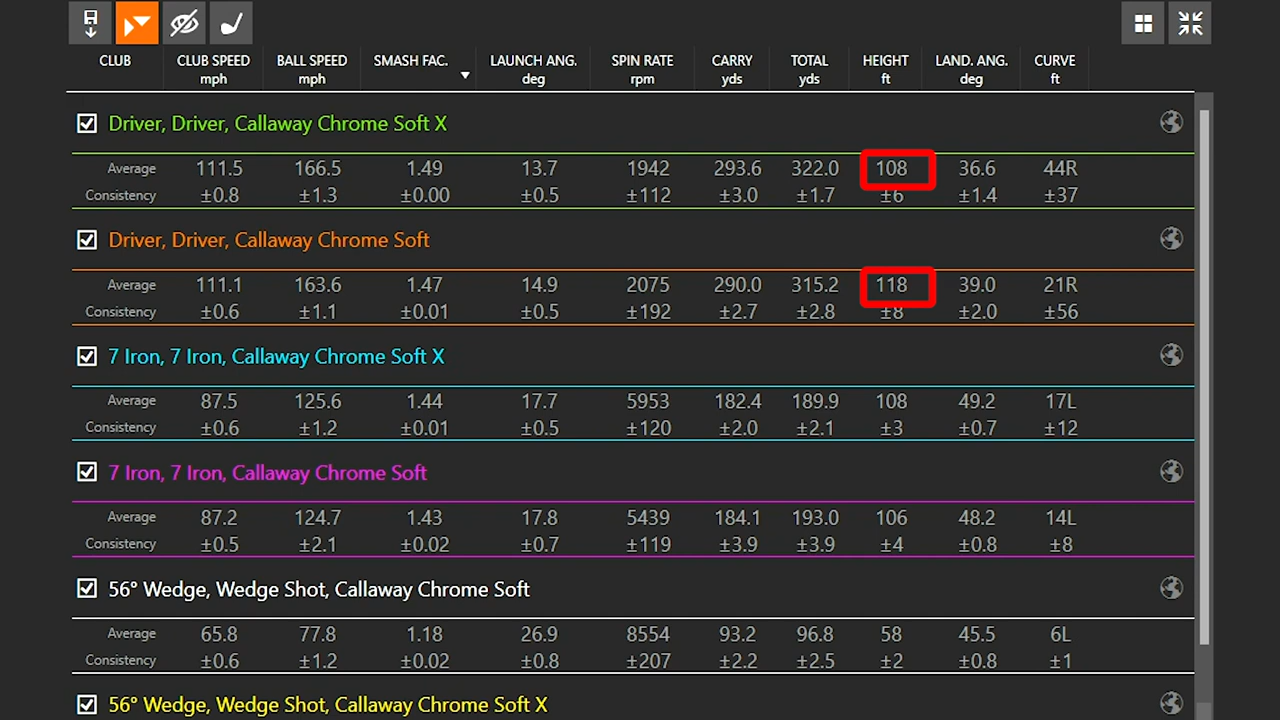 CLUB CLUB SPEED BALL SPEED SMASH FAC. LAUNCH ANG. SPIN RATE CARRY TOTAL HEIGHT LAND. ANG. CURVE
mph mph deg rpm yds yds ft deg ft
Driver, Driver, Callaway Chrome Soft X
Average 111.5 166.5 1.49 13.7 1942 293.6 322.0 108 36.6 44R
Consistency ±0.8 ±1.3 ±0.00 ±0.5 ±112 ±3.0 ±1.7 ±6 ±1.4 ±37
Driver, Driver, Callaway Chrome Soft
Average 111.1 163.6 1.47 14.9 2075 290.0 315.2 118 39.0 21R
Consistency ±0.6 ±1.1 ±0.01 ±0.5 ±192 ±2.7 ±2.8 ±8 ±2.0 ±56
7 Iron, 7 Iron, Callaway Chrome Soft X
Average 87.5 125.6 1.44 17.7 5953 182.4 189.9 108 49.2 17L
Consistency ±0.6 ±1.2 ±0.01 ±0.5 ±120 ±2.0 ±2.1 ±3 ±0.7 ±12
7 Iron, 7 Iron, Callaway Chrome Soft
Average 87.2 124.7 1.43 17.8 5439 184.1 193.0 106 48.2 14L
Consistency ±0.5 ±2.1 ±0.02 ±0.7 ±119 ±3.9 ±3.9 ±4 ±0.8 ±8
56° Wedge, Wedge Shot, Callaway Chrome Soft
Average 65.8 77.8 1.18 26.9 8554 93.2 96.8 58 45.5 6L
Consistency ±0.6 ±1.2 ±0.02 ±0.8 ±207 ±2.2 ±2.5 ±2 ±0.8 ±1
56° Wedge, Wedge Shot, Callaway Chrome Soft X